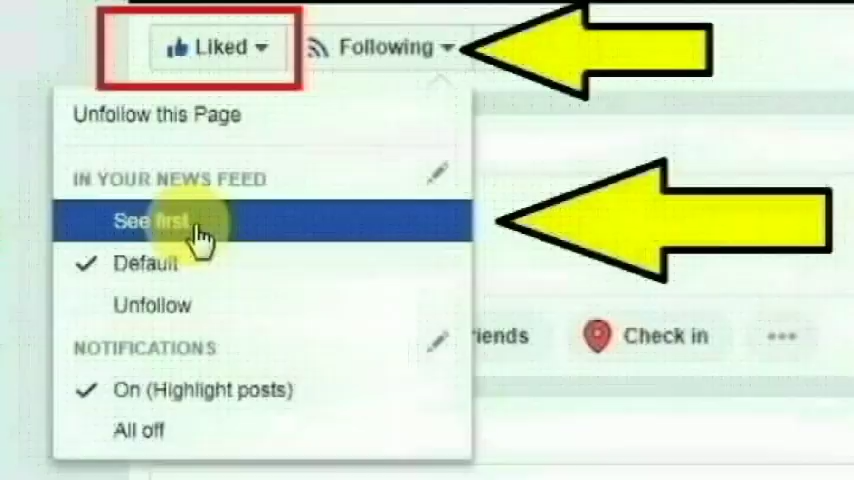 Liked Following
Unfollow this Page
IN YOUR NEWS FEED
See first
Default
Unfollow
riends Check in
NOTIFICATIONS
On (Highlight posts)
All off